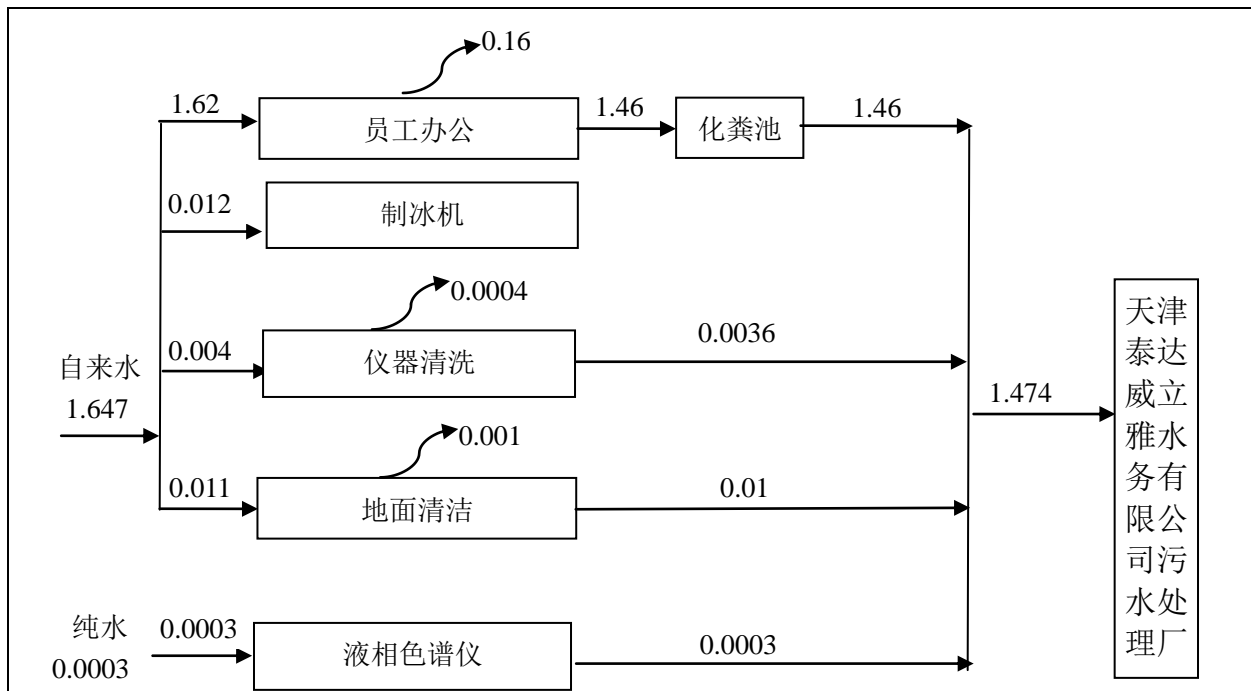 0.16
1.62
员工办公
1.46
化粪池
1.46
0.012
制冰机
0.0004
0.004
仪器清洗
0.0036
自来水
1.647
0.001
0.011
地面清洁
0.01
1.474
天津
泰达
威立
雅水
务有
限公
司污
水处
理厂
纯水
0.0003
0.0003
液相色谱仪
0.0003